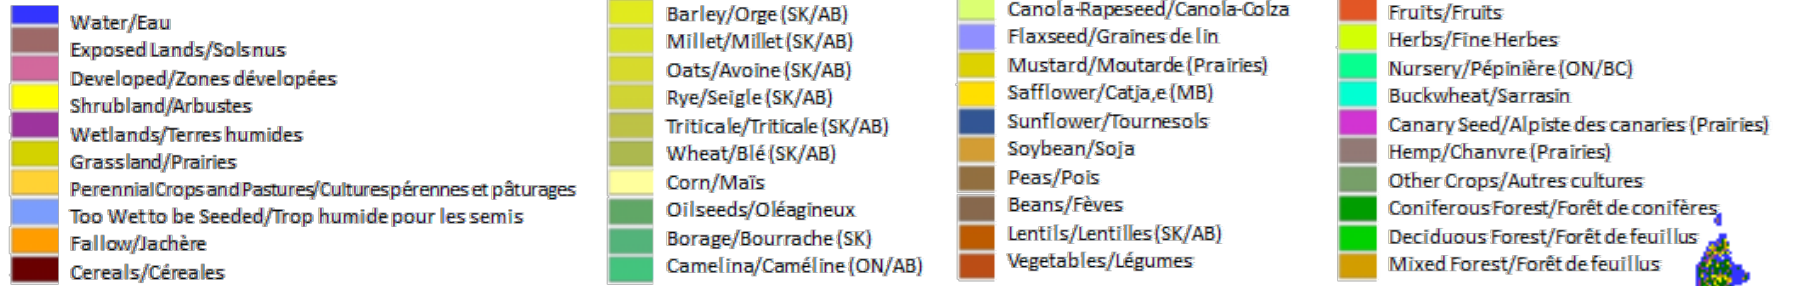 Water/Eau
Exposed Lands/Sols nus
Developed/Zones dévelopées
Shrubland/Arbustes
Wetlands/Terres humides
Grassland/Prairies
Perennial Crops and Pastures/Cultures pérennes et pâturages
Too Wet to be Seeded/Trop humide pour les semis
Fallow/Jachère
Cereals/Céreales
Barley/Orge (SK/AB)
Millet/Millet (SK/AB)
Oats/Avoine (SK/AB)
Rye/Seigle (SK/AB)
Triticale/Triticale (SK/AB)
Wheat/Blé (SK/AB)
Corn/Maïs
Oilseeds/Oléagineux
Borage/Bourrache (SK)
Camelina/Caméline (ON/AB)
Canola-Rapeseed/Canola-Colza
Flaxseed/Graines de lin
Mustard/Moutarde (Prairies)
Safflower/Catja,e (MB)
Sunflower/Tournesols
Soybean/Soja
Peas/Pois
Beans/Fèves
Lentils/Lentilles (SK/AB)
Vegetables/Légumes
Fruits/Fruits
Herbs/Fine Herbes
Nursery/Pépinière (ON/BC)
Buckwheat/Sarrasin
Canary Seed/Alpiste des canaries (Prairies)
Hemp/Chanvre (Prairies)
Other Crops/Autres cultures
Coniferous Forest/Forêt de conifères
Deciduous Forest/Forêt de feuillus
Mixed Forest/Forêt de feuillus